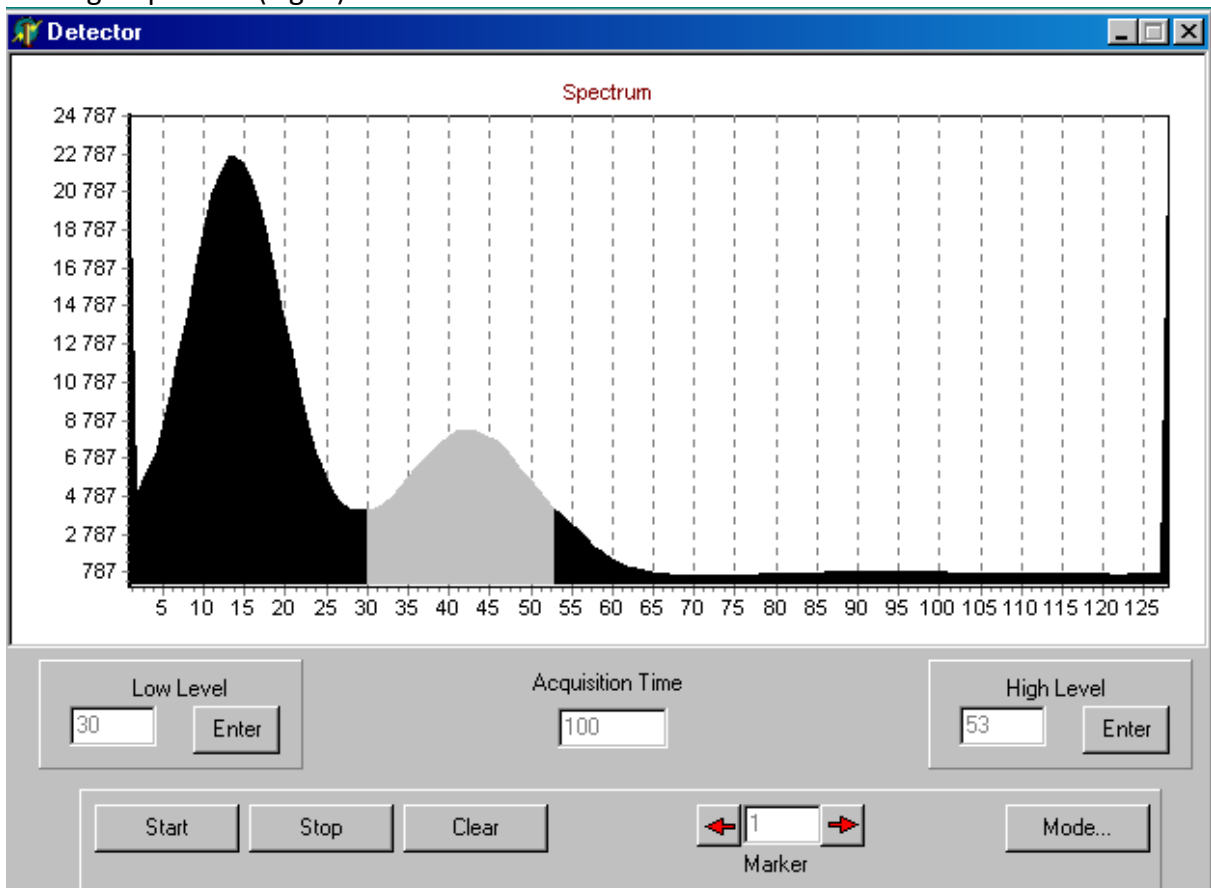 Detector
Spectrum
24 787
22 787
20 787
18 787
16 787
14 787
12 787
10 787
8 787
6 787
4 787
2 787
787
5 10 15 20 25 30 35 40 45 50 55 60 65 70 75 80 85 90 95 100 105 110 115 120 125
Low Level
30 Enter
Acquisition Time
100
High Level
53 Enter
Start Stop Clear 1 Mode...
Marker